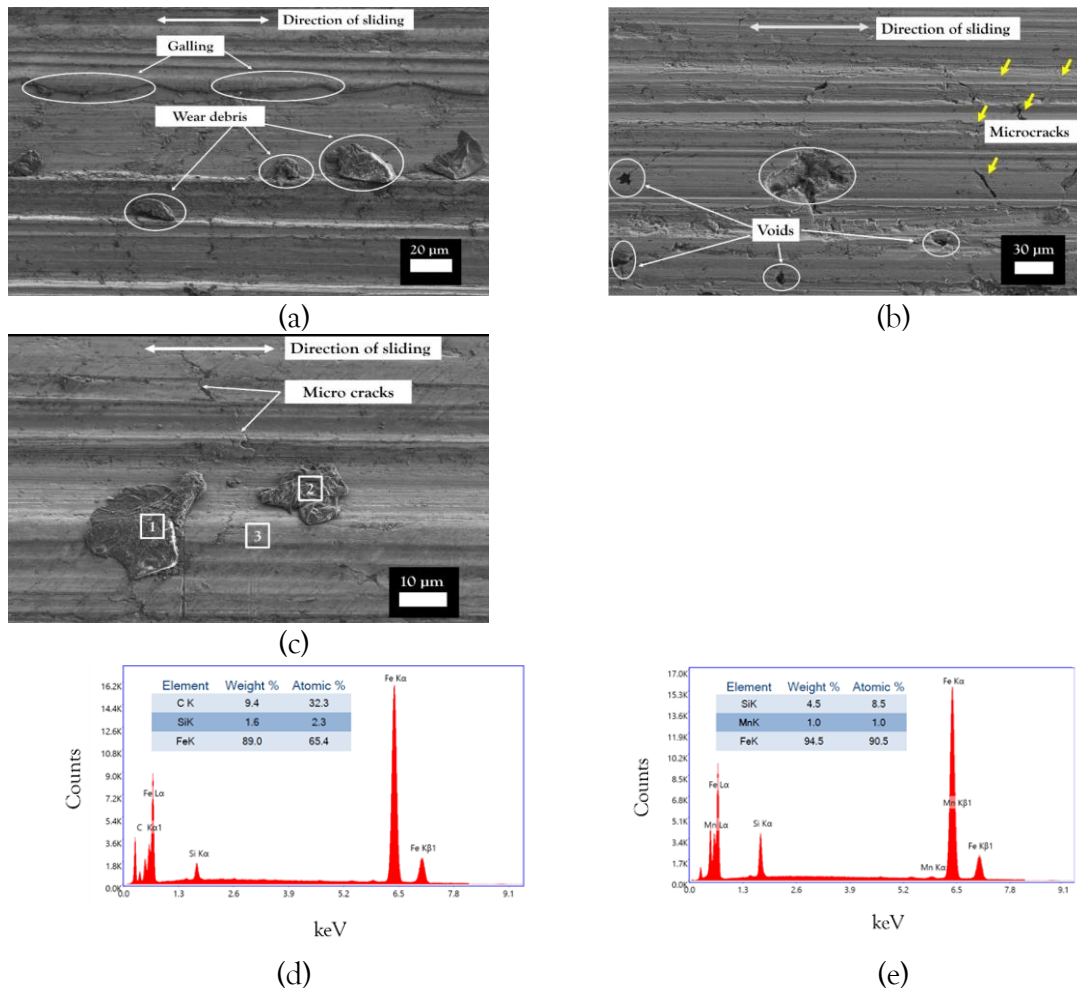 Direction of sliding
Galling
Wear debris
20 µm
(a)
Direction of sliding
Microcracks
Voids
30 µm
(b)
Direction of sliding
Micro cracks
1
2
3
10 µm
(c)
Element Weight % Atomic %
C K 9.4 32.3
SiK 1.6 2.3
FeK 89.0 65.4
Counts
16.2K
14.4K
12.6K
10.8K
9.0K
7.2K
5.4K
3.6K
1.8K
0.0K
Fe Kα
Fe Lα
C Kα1
Si Kα
Fe Kβ1
0.0 1.3 2.6 3.9 5.2 6.5 7.8 9.1
keV
(d)
Element Weight % Atomic %
SiK 4.5 8.5
MnK 1.0 1.0
FeK 94.5 90.5
Counts
17.0K
15.3K
13.6K
11.9K
10.2K
8.5K
6.8K
5.1K
3.4K
1.7K
0.0K
Fe Kα
Fe Lα
Mn Kβ1
Mn Lα
Si Kα
Fe Kβ1
Mn Kα
0.0 1.3 2.6 3.9 5.2 6.5 7.8 9.1
keV
(e)